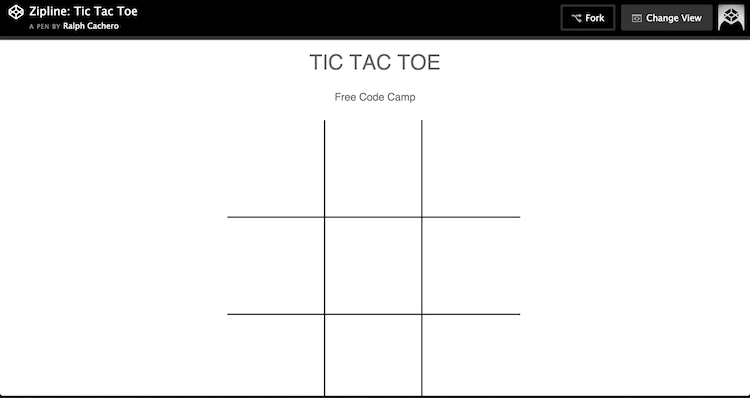 Zipline: Tic Tac Toe
A PEN BY Ralph Cachero
Fork
Change View
TIC TAC TOE
Free Code Camp